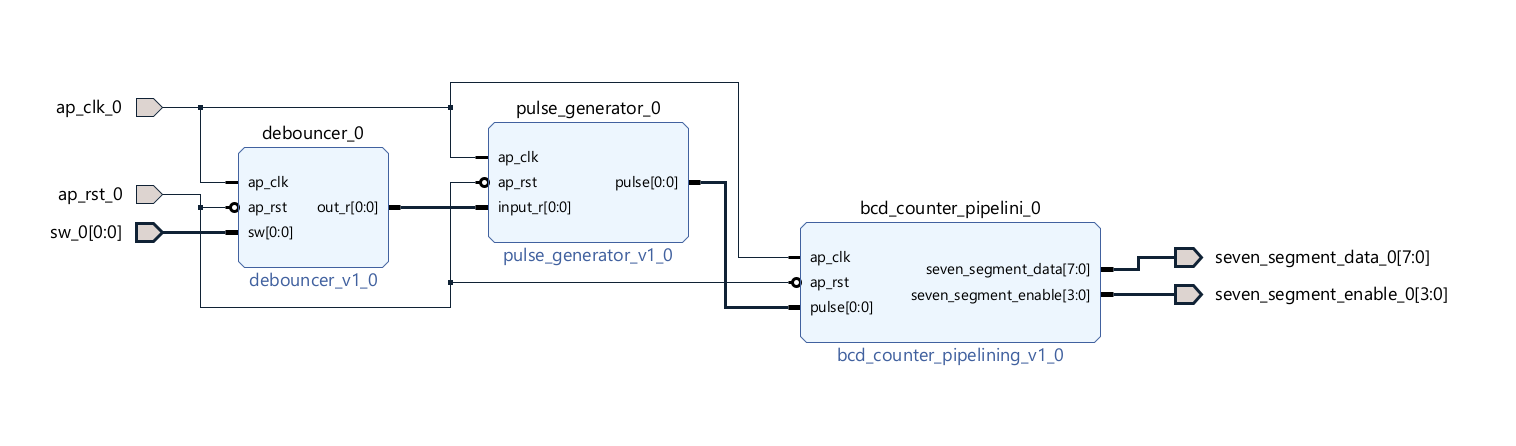 ap_clk_0
ap_rst_0
sw_0[0:0]
debouncer_0
ap_clk
ap_rst
sw[0:0]
out_r[0:0]
debouncer_v1_0
pulse_generator_0
ap_clk
ap_rst
input_r[0:0]
pulse[0:0]
pulse_generator_v1_0
bcd_counter_pipelini_0
ap_clk
ap_rst
pulse[0:0]
seven_segment_data[7:0]
seven_segment_enable[3:0]
bcd_counter_pipelining_v1_0
seven_segment_data_0[7:0]
seven_segment_enable_0[3:0]